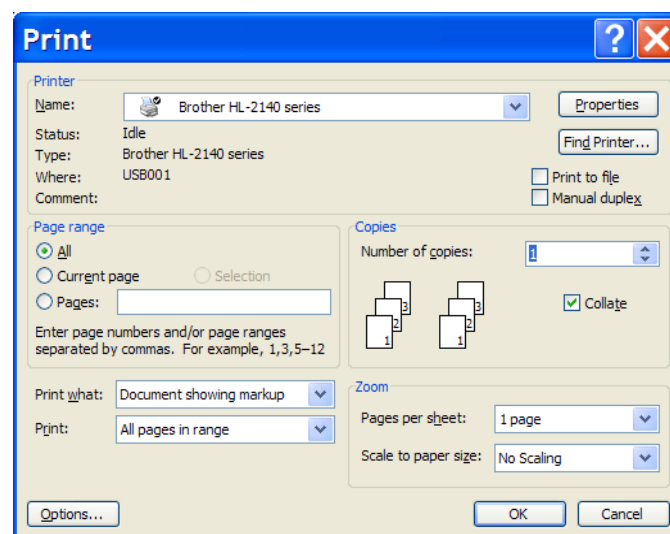 Print
Printer
Name: Brother HL-2140 series Properties
Status: Idle
Type: Brother HL-2140 series Find Printer...
Where: USB001 Print to file
Comment: Manual duplex
Page range
All
Current page Selection
Pages:
Enter page numbers and/or page ranges
separated by commas. For example, 1,3,5–12
Copies
Number of copies: 1
1 2 3 1 2 3 Collate
Print what: Document showing markup
Print: All pages in range
Zoom
Pages per sheet: 1 page
Scale to paper size: No Scaling
Options... OK Cancel